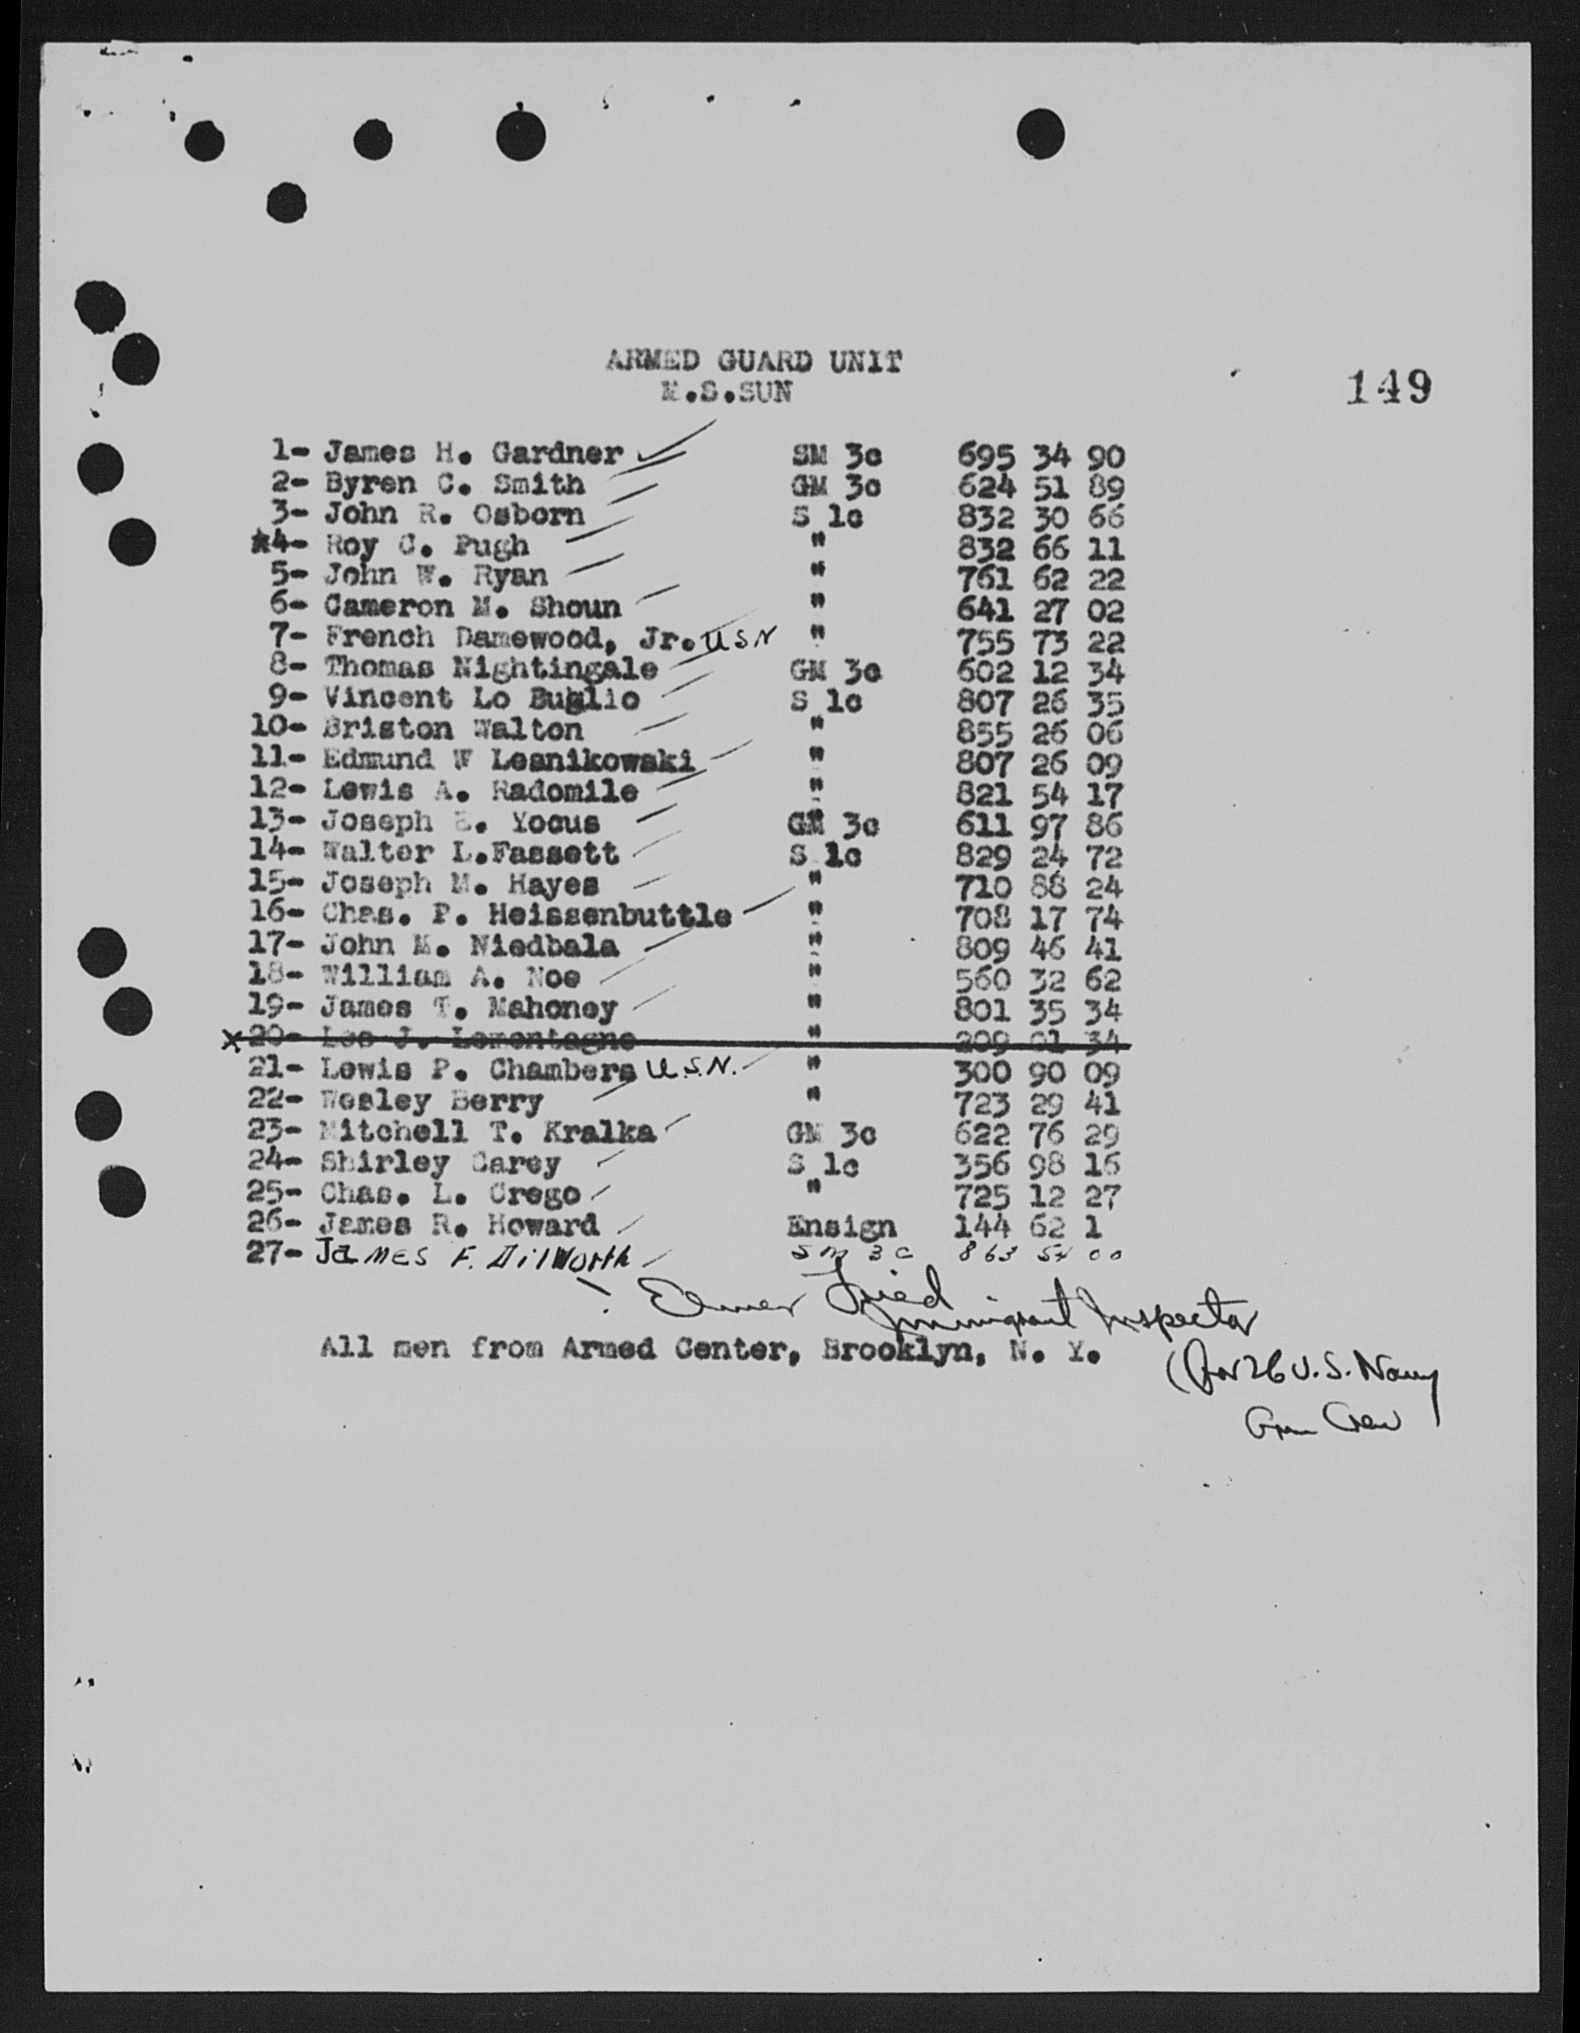 ARMED GUARD UNIT
M.S.SUN
149
1- James H. Gardner SM 3c 695 34 90
2- Byren C. Smith GM 3c 624 51 89
3- John R. Osborn S 1c 832 30 66
*4- Roy C. Pugh " 832 66 11
5- John W. Ryan " 761 62 22
6- Cameron M. Shoun " 641 27 02
7- French Damewood, Jr. USN " 755 73 22
8- Thomas Nightingale GM 3c 602 12 34
9- Vincent Lo Buglio S 1c 807 26 35
10- Briston Walton " 855 26 06
11- Edmund W Lesnikowski " 807 26 09
12- Lewis A. Radomile " 821 54 17
13- Joseph E. Yocus GM 3c 611 97 86
14- Walter L.Fassett S 1c 829 24 72
15- Joseph M. Hayes " 710 88 24
16- Chas. P. Heissenbuttle " 708 17 74
17- John M. Niedbala " 809 46 41
18- William A. Noe " 560 32 62
19- James T. Mahoney " 801 35 34
x 20- Leo J. Lemontagne " 209 01 34
21- Lewis P. Chambers U.S.N. " 300 90 09
22- Wesley Berry " 723 29 41
23- Mitchell T. Kralka GM 3c 622 76 29
24- Shirley Carey S 1c 356 98 16
25- Chas. L. Crego " 725 12 27
26- James R. Howard Ensign 144 62 1
27- James F. Dilworth SM 3c 863 54 00
Elmer Fried
Immigrant Inspector
All men from Armed Center, Brooklyn, N. Y.
(For 26 U.S. Navy
Gun Crew)